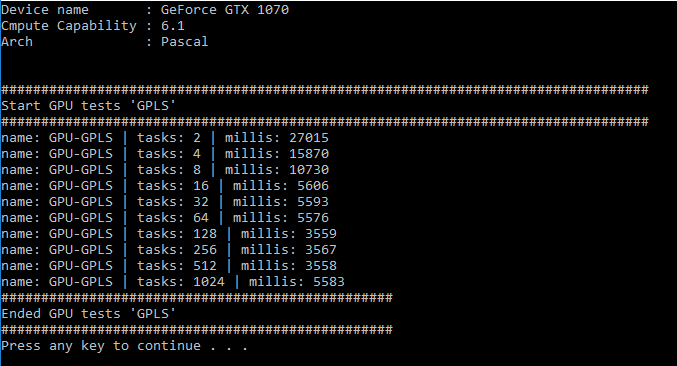 Device name       : GeForce GTX 1070
Cmpute Capability : 6.1
Arch              : Pascal
#################################################################################
Start GPU tests 'GPLS'
#################################################################################
name: GPU-GPLS | tasks: 2 | millis: 27015
name: GPU-GPLS | tasks: 4 | millis: 15870
name: GPU-GPLS | tasks: 8 | millis: 10730
name: GPU-GPLS | tasks: 16 | millis: 5606
name: GPU-GPLS | tasks: 32 | millis: 5593
name: GPU-GPLS | tasks: 64 | millis: 5576
name: GPU-GPLS | tasks: 128 | millis: 3559
name: GPU-GPLS | tasks: 256 | millis: 3567
name: GPU-GPLS | tasks: 512 | millis: 3558
name: GPU-GPLS | tasks: 1024 | millis: 5583
#################################################
Ended GPU tests 'GPLS'
#################################################
Press any key to continue . . .